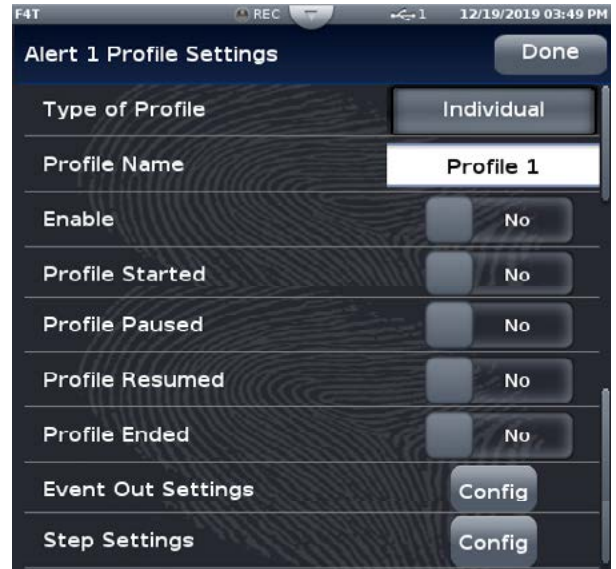 F4T REC 1 12/19/2019 03:49 PM
Alert 1 Profile Settings Done
Type of Profile Individual
Profile Name Profile 1
Enable No
Profile Started No
Profile Paused No
Profile Resumed No
Profile Ended No
Event Out Settings Config
Step Settings Config